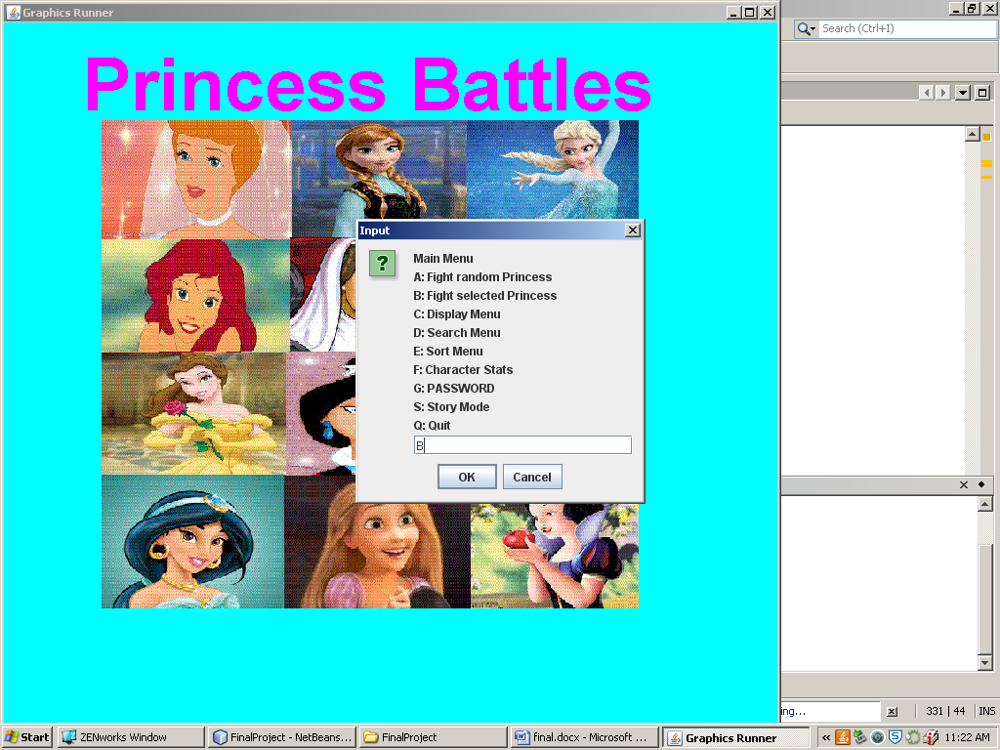 Graphics Runner
Search (Ctrl+I)
Princess Battles
Input
?
Main Menu
A: Fight random Princess
B: Fight selected Princess
C: Display Menu
D: Search Menu
E: Sort Menu
F: Character Stats
G: PASSWORD
S: Story Mode
Q: Quit
B
OK
Cancel
ing...
331 | 44
INS
Start
ZENworks Window
FinalProject - NetBeans...
FinalProject
final.docx - Microsoft ...
Graphics Runner
«
11:22 AM